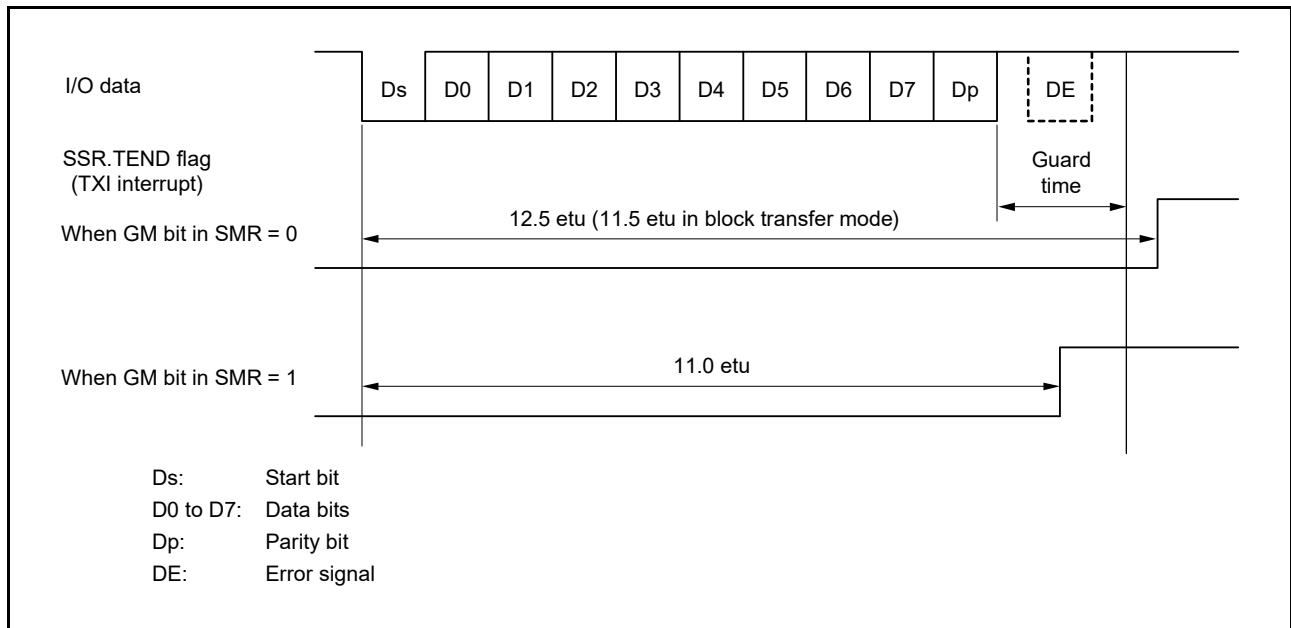 I/O data
Ds D0 D1 D2 D3 D4 D5 D6 D7 Dp DE
SSR.TEND flag
(TXI interrupt)
Guard
time
When GM bit in SMR = 0
12.5 etu (11.5 etu in block transfer mode)
When GM bit in SMR = 1
11.0 etu
Ds: Start bit
D0 to D7: Data bits
Dp: Parity bit
DE: Error signal